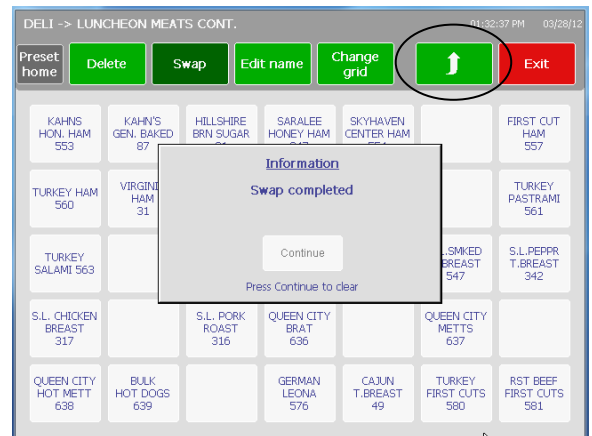 DELI -> LUNCHEON MEATS CONT.
01:32:37 PM 03/28/12
Preset home
Delete
Swap
Edit name
Change grid
Exit
KAHNS HON. HAM 553
KAHN'S GEN. BAKED 87
HILLSHIRE BRN SUGAR
SARALEE HONEY HAM
SKYHAVEN CENTER HAM
FIRST CUT HAM 557
Information
Swap completed
Continue
Press Continue to clear
TURKEY HAM 560
HAM 31
TURKEY PASTRAMI 561
TURKEY SALAMI 563
547
S.L.PEPPR T.BREAST 342
S.L. CHICKEN BREAST 317
S.L. PORK ROAST 316
QUEEN CITY BRAT 636
QUEEN CITY METTS 637
QUEEN CITY HOT METT 638
BULK HOT DOGS 639
GERMAN LEONA 576
CAJUN T.BREAST 49
TURKEY FIRST CUTS 580
RST BEEF FIRST CUTS 581